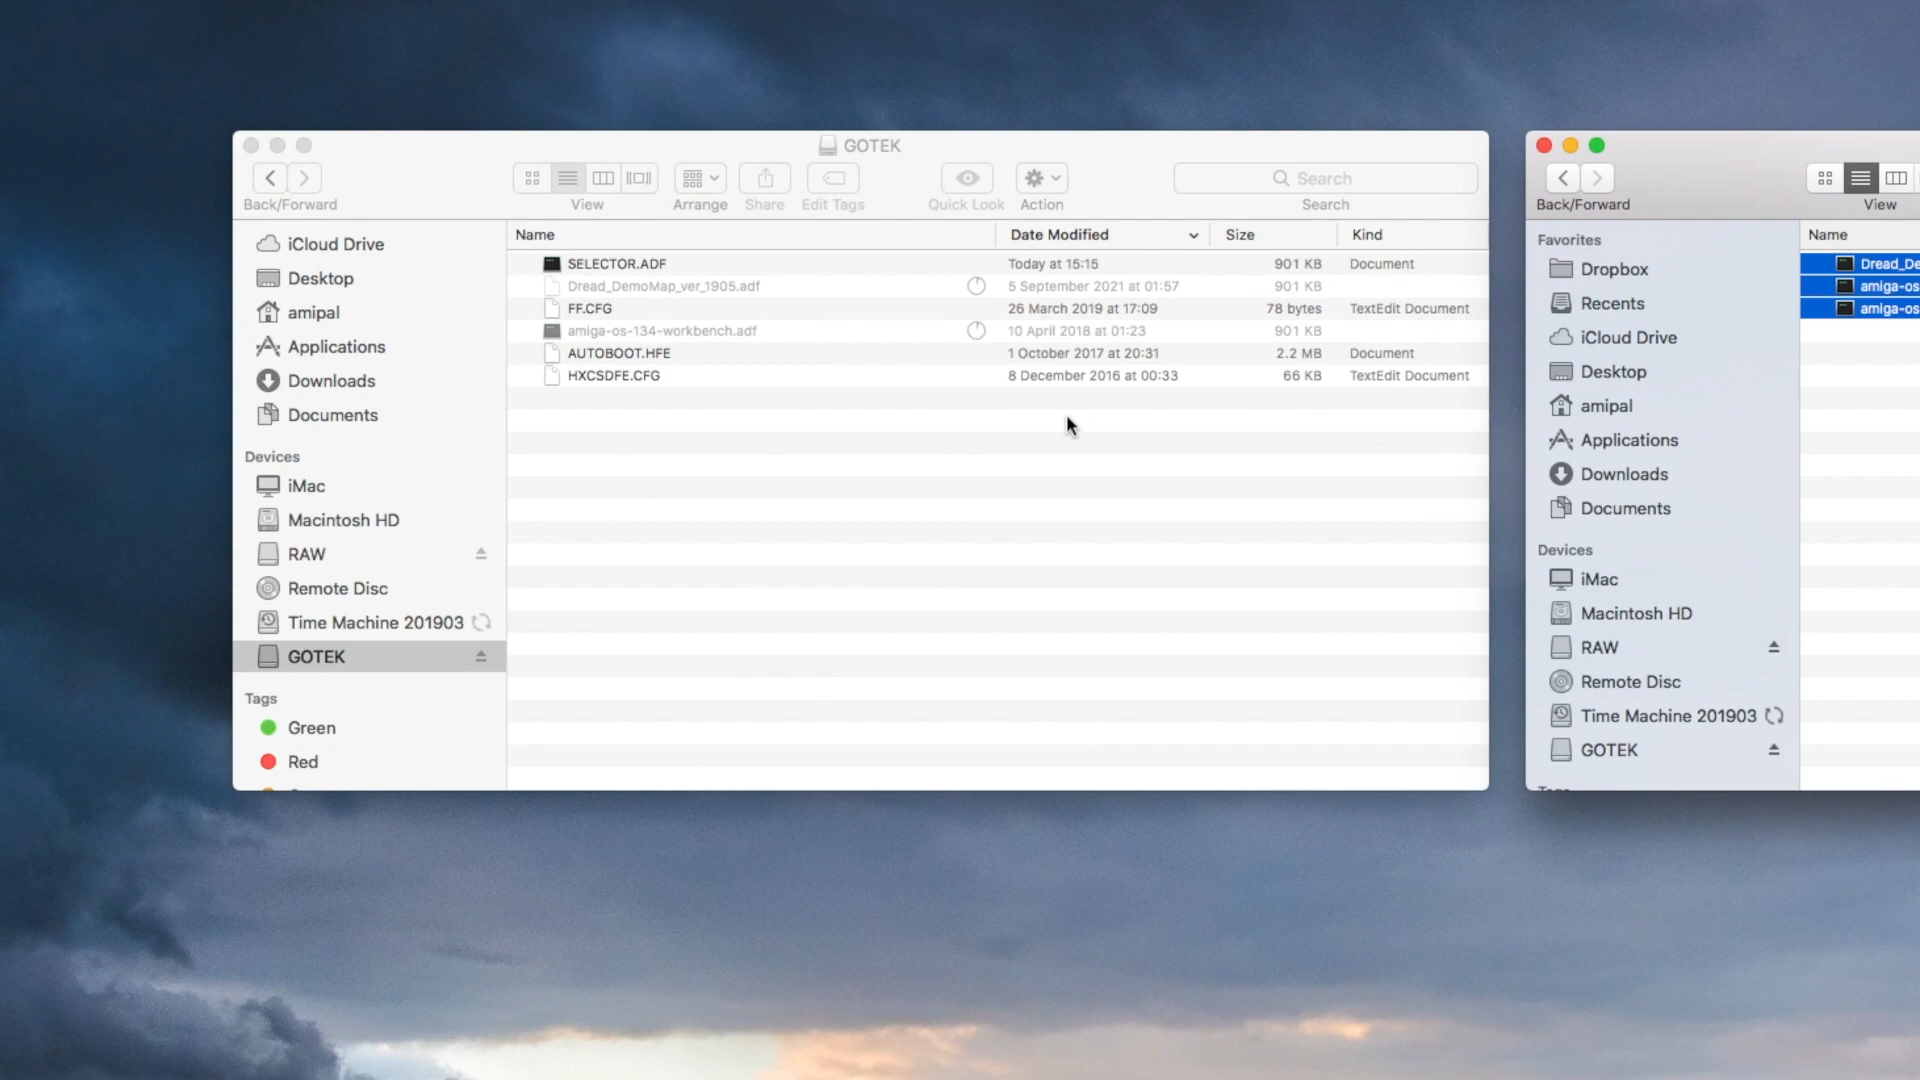 GOTEK
Back/Forward
View
Arrange
Share
Edit Tags
Quick Look
Action
Search
Search
iCloud Drive
Desktop
amipal
Applications
Downloads
Documents
Devices
iMac
Macintosh HD
RAW
Remote Disc
Time Machine 201903
GOTEK
Tags
Green
Red
Name Date Modified Size Kind
SELECTOR.ADF Today at 15:15 901 KB Document
Dread_DemoMap_ver_1905.adf 5 September 2021 at 01:57 901 KB
FF.CFG 26 March 2019 at 17:09 78 bytes TextEdit Document
amiga-os-134-workbench.adf 10 April 2018 at 01:23 901 KB
AUTOBOOT.HFE 1 October 2017 at 20:31 2.2 MB Document
HXCSDFE.CFG 8 December 2016 at 00:33 66 KB TextEdit Document
Back/Forward
View
Favorites
Dropbox
Recents
iCloud Drive
Desktop
amipal
Applications
Downloads
Documents
Devices
iMac
Macintosh HD
RAW
Remote Disc
Time Machine 201903
GOTEK
Name
Dread_De
amiga-os
amiga-os